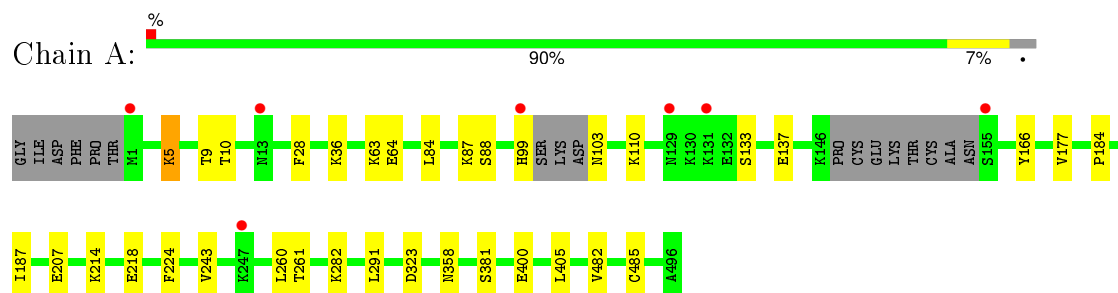 %
Chain A:
90% 7% •
GLY ILE ASP PHE PRO THR M1 K5 T9 T10 N13 F28 K36 K63 E64 L84 K87 S88 H99 SER LYS ASP N103 K110 N129 K130 K131 E132 S133 E137 K146 PRO CYS GLU LYS THR CYS ALA ASN S155 Y166 V177 P184
I187 E207 K214 E218 F224 V243 K247 L260 T261 K282 L291 D323 N358 S381 E400 L405 V482 C485 A496